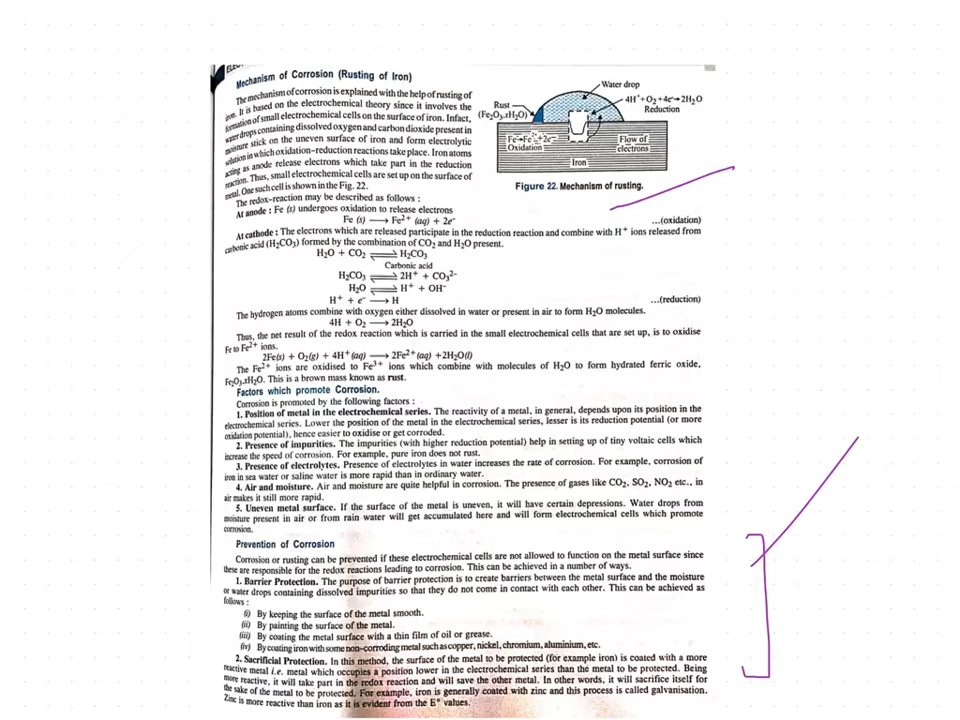 Mechanism of Corrosion (Rusting of Iron)
The mechanism of corrosion is explained with the help of rusting of
iron. It is based on the electrochemical theory since it involves the
formation of small electrochemical cells on the surface of iron. Infact,
water drops containing dissolved oxygen and carbon dioxide present in
moisture stick on the uneven surface of iron and form electrolytic
solution in which oxidation–reduction reactions take place. Iron atoms
acting as anode release electrons which take part in the reduction
reaction. Thus, small electrochemical cells are set up on the surface of
metal. One such cell is shown in the Fig. 22.
Water drop
Rust
(Fe₂O₃.xH₂O)
4H⁺+O₂+4e⁻→2H₂O
Reduction
Fe→Fe²⁺+2e⁻
Oxidation
Flow of
electrons
Iron
Figure 22. Mechanism of rusting.
The redox-reaction may be described as follows :
At anode : Fe (s) undergoes oxidation to release electrons
Fe (s) ⟶ Fe²⁺ (aq) + 2e⁻ ...(oxidation)
At cathode : The electrons which are released participate in the reduction reaction and combine with H⁺ ions released from
carbonic acid (H₂CO₃) formed by the combination of CO₂ and H₂O present.
H₂O + CO₂ ⇌ H₂CO₃
Carbonic acid
H₂CO₃ ⇌ 2H⁺ + CO₃²⁻
H₂O ⇌ H⁺ + OH⁻
H⁺ + e⁻ ⟶ H ...(reduction)
The hydrogen atoms combine with oxygen either dissolved in water or present in air to form H₂O molecules.
4H + O₂ ⟶ 2H₂O
Thus, the net result of the redox reaction which is carried in the small electrochemical cells that are set up, is to oxidise
Fe to Fe²⁺ ions.
2Fe(s) + O₂(g) + 4H⁺(aq) ⟶ 2Fe²⁺(aq) +2H₂O(l)
The Fe²⁺ ions are oxidised to Fe³⁺ ions which combine with molecules of H₂O to form hydrated ferric oxide,
Fe₂O₃.xH₂O. This is a brown mass known as rust.
Factors which promote Corrosion.
Corrosion is promoted by the following factors :
1. Position of metal in the electrochemical series. The reactivity of a metal, in general, depends upon its position in the
electrochemical series. Lower the position of the metal in the electrochemical series, lesser is its reduction potential (or more
oxidation potential), hence easier to oxidise or get corroded.
2. Presence of impurities. The impurities (with higher reduction potential) help in setting up of tiny voltaic cells which
increase the speed of corrosion. For example, pure iron does not rust.
3. Presence of electrolytes. Presence of electrolytes in water increases the rate of corrosion. For example, corrosion of
iron in sea water or saline water is more rapid than in ordinary water.
4. Air and moisture. Air and moisture are quite helpful in corrosion. The presence of gases like CO₂, SO₂, NO₂ etc., in
air makes it still more rapid.
5. Uneven metal surface. If the surface of the metal is uneven, it will have certain depressions. Water drops from
moisture present in air or from rain water will get accumulated here and will form electrochemical cells which promote
corrosion.
Prevention of Corrosion
Corrosion or rusting can be prevented if these electrochemical cells are not allowed to function on the metal surface since
these are responsible for the redox reactions leading to corrosion. This can be achieved in a number of ways.
1. Barrier Protection. The purpose of barrier protection is to create barriers between the metal surface and the moisture
or water drops containing dissolved impurities so that they do not come in contact with each other. This can be achieved as
follows :
(i) By keeping the surface of the metal smooth.
(ii) By painting the surface of the metal.
(iii) By coating the metal surface with a thin film of oil or grease.
(iv) By coating iron with some non-corroding metal such as copper, nickel, chromium, aluminium, etc.
2. Sacrificial Protection. In this method, the surface of the metal to be protected (for example iron) is coated with a more
reactive metal i.e. metal which occupies a position lower in the electrochemical series than the metal to be protected. Being
more reactive, it will take part in the redox reaction and will save the other metal. In other words, it will sacrifice itself for
the sake of the metal to be protected. For example, iron is generally coated with zinc and this process is called galvanisation.
Zinc is more reactive than iron as it is evident from the E° values.